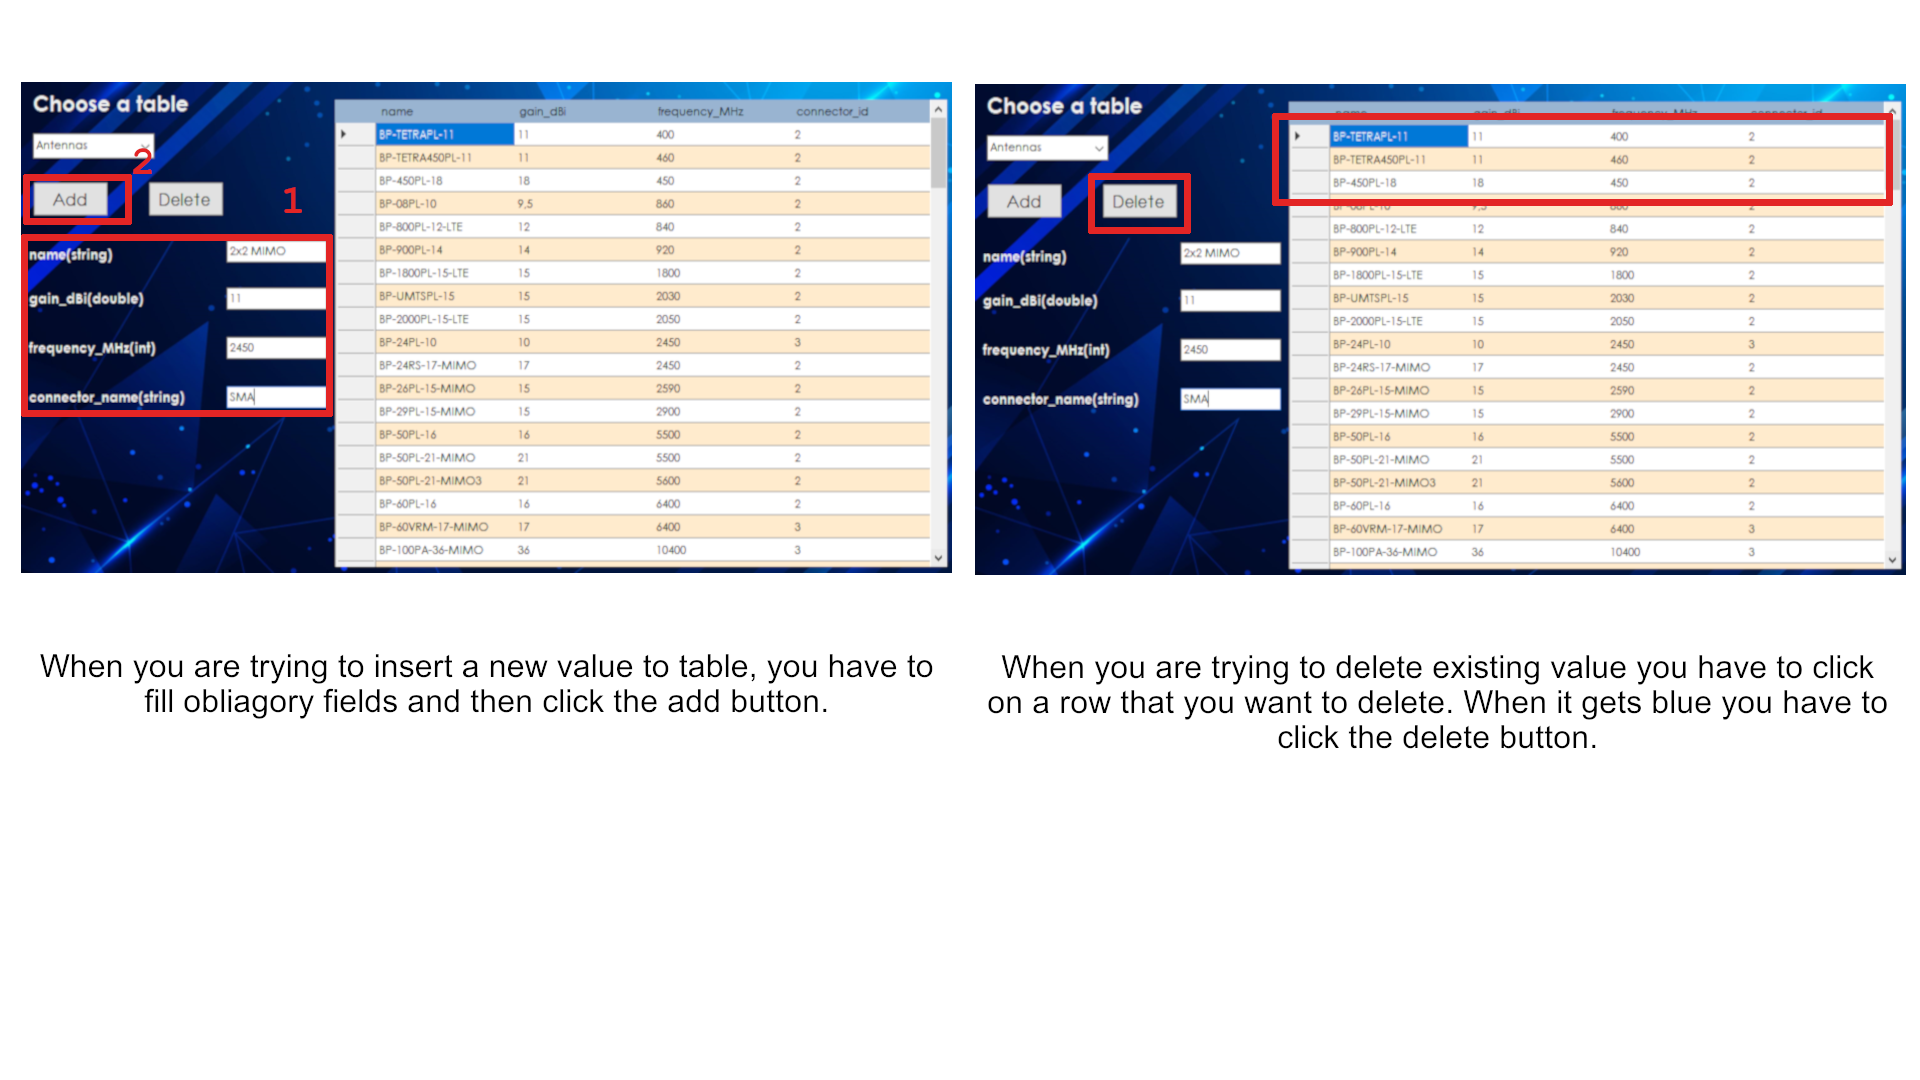 Choose a table
Antennas
2
Add
Delete
1
name(string)
2x2 MIMO
gain_dBi(double)
11
frequency_MHz(int)
2450
connector_name(string)
SMA
name gain_dBi frequency_MHz connector_id
BP-TETRAPL-11 11 400 2
BP-TETRA450PL-11 11 460 2
BP-450PL-18 18 450 2
BP-08PL-10 9,5 860 2
BP-800PL-12-LTE 12 840 2
BP-900PL-14 14 920 2
BP-1800PL-15-LTE 15 1800 2
BP-UMTSPL-15 15 2030 2
BP-2000PL-15-LTE 15 2050 2
BP-24PL-10 10 2450 3
BP-24RS-17-MIMO 17 2450 2
BP-26PL-15-MIMO 15 2590 2
BP-29PL-15-MIMO 15 2900 2
BP-50PL-16 16 5500 2
BP-50PL-21-MIMO 21 5500 2
BP-50PL-21-MIMO3 21 5600 2
BP-60PL-16 16 6400 2
BP-60VRM-17-MIMO 17 6400 3
BP-100PA-36-MIMO 36 10400 3
When you are trying to insert a new value to table, you have to
fill obliagory fields and then click the add button.
Choose a table
Antennas
Add
Delete
name(string)
2x2 MIMO
gain_dBi(double)
11
frequency_MHz(int)
2450
connector_name(string)
SMA
name gain_dBi frequency_MHz connector_id
BP-TETRAPL-11 11 400 2
BP-TETRA450PL-11 11 460 2
BP-450PL-18 18 450 2
BP-08PL-10 9,5 860 2
BP-800PL-12-LTE 12 840 2
BP-900PL-14 14 920 2
BP-1800PL-15-LTE 15 1800 2
BP-UMTSPL-15 15 2030 2
BP-2000PL-15-LTE 15 2050 2
BP-24PL-10 10 2450 3
BP-24RS-17-MIMO 17 2450 2
BP-26PL-15-MIMO 15 2590 2
BP-29PL-15-MIMO 15 2900 2
BP-50PL-16 16 5500 2
BP-50PL-21-MIMO 21 5500 2
BP-50PL-21-MIMO3 21 5600 2
BP-60PL-16 16 6400 2
BP-60VRM-17-MIMO 17 6400 3
BP-100PA-36-MIMO 36 10400 3
When you are trying to delete existing value you have to click
on a row that you want to delete. When it gets blue you have to
click the delete button.